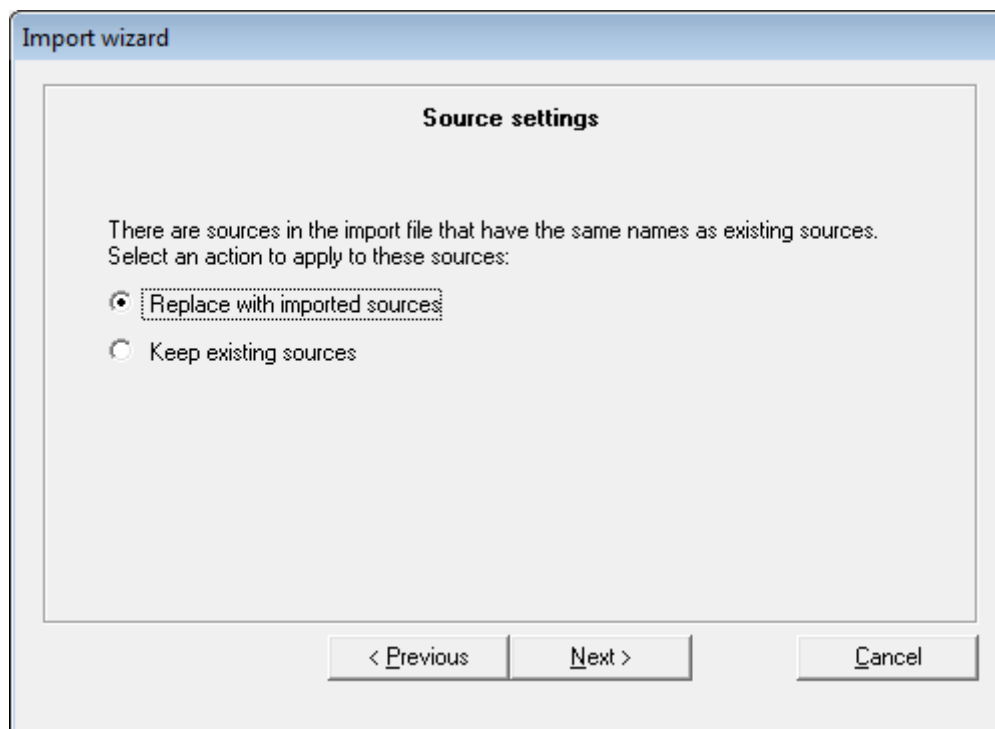 Import wizard
Source settings
There are sources in the import file that have the same names as existing sources.
Select an action to apply to these sources:
Replace with imported sources
Keep existing sources
< Previous
Next >
Cancel